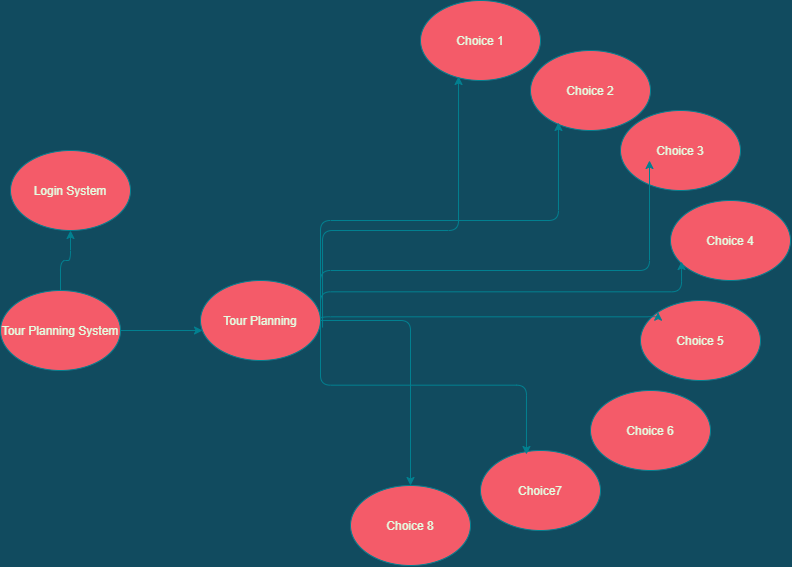 Choice 1
Choice 2
Choice 3
Login System
Choice 4
Tour Planning
Tour Planning System
Choice 5
Choice 6
Choice7
Choice 8